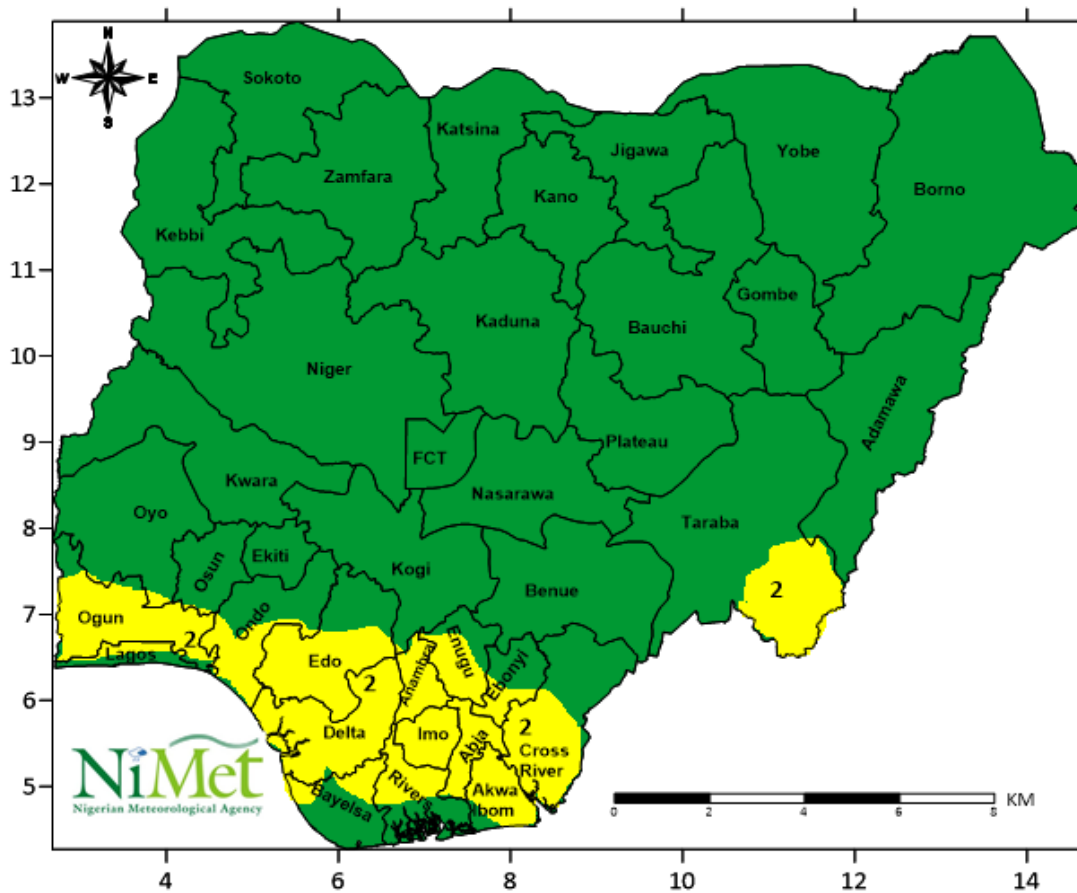 N
W E
S
13
12
11
10
9
8
7
6
5
4 6 8 10 12 14
Sokoto
Katsina
Jigawa
Yobe
Zamfara
Kano
Borno
Kebbi
Gombe
Kaduna
Bauchi
Niger
Adamawa
Plateau
FCT
Kwara
Nasarawa
Oyo
Taraba
Osun
Ekiti
Kogi
Benue
2
Ogun
Ondo
2
Lagos
Edo
2
Anambra
Enugu
Ebonyi
Delta
Imo
Abia
2
Cross
River
Bayelsa
Rivers
Akwa
Ibom
NiMet
Nigerian Meteorological Agency
KM
0 2 4 6 8